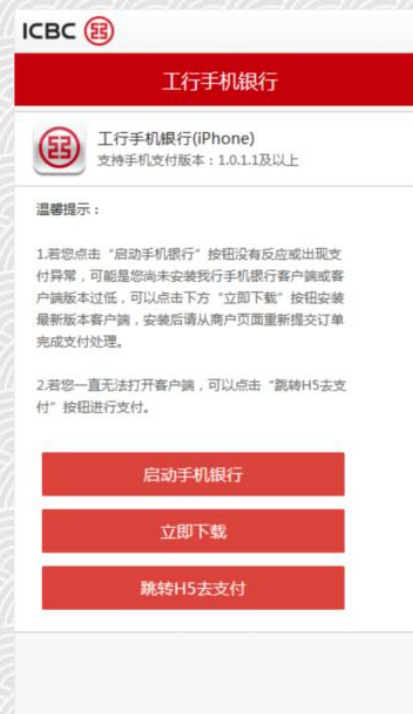 ICBC
工行手机银行
工行手机银行(iPhone)
支持手机支付版本：1.0.1.1及以上
温馨提示：
1.若您点击“启动手机银行”按钮没有反应或出现支
付异常，可能是您尚未安装我行手机银行客户端或客
户端版本过低，可以点击下方“立即下载”按钮安装
最新版本客户端，安装后请从商户页面重新提交订单
完成支付处理。
2.若您一直无法打开客户端，可以点击“跳转H5去支
付”按钮进行支付。
启动手机银行
立即下载
跳转H5去支付